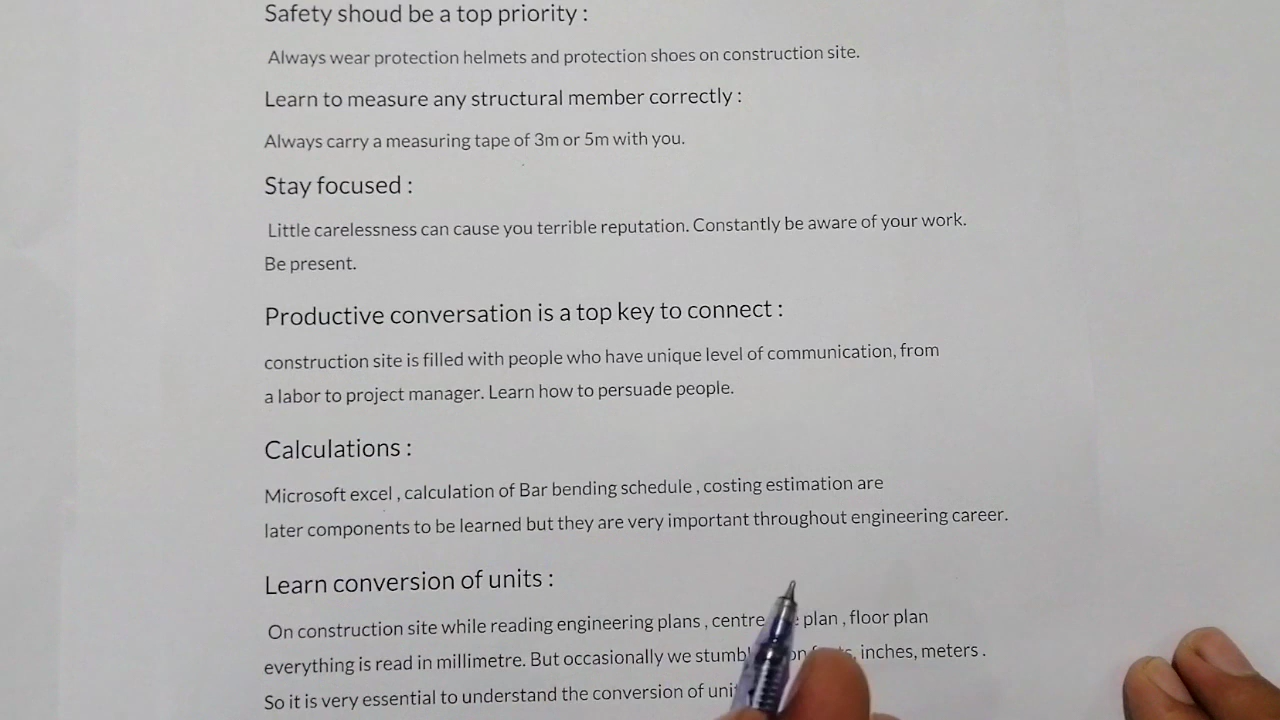 Safety shoud be a top priority :
Always wear protection helmets and protection shoes on construction site.
Learn to measure any structural member correctly :
Always carry a measuring tape of 3m or 5m with you.
Stay focused :
Little carelessness can cause you terrible reputation. Constantly be aware of your work.
Be present.
Productive conversation is a top key to connect :
construction site is filled with people who have unique level of communication, from
a labor to project manager. Learn how to persuade people.
Calculations :
Microsoft excel , calculation of Bar bending schedule , costing estimation are
later components to be learned but they are very important throughout engineering career.
Learn conversion of units :
On construction site while reading engineering plans , centre plan , floor plan
everything is read in millimetre. But occasionally we inches, meters .
So it is very essential to understand the conversion of